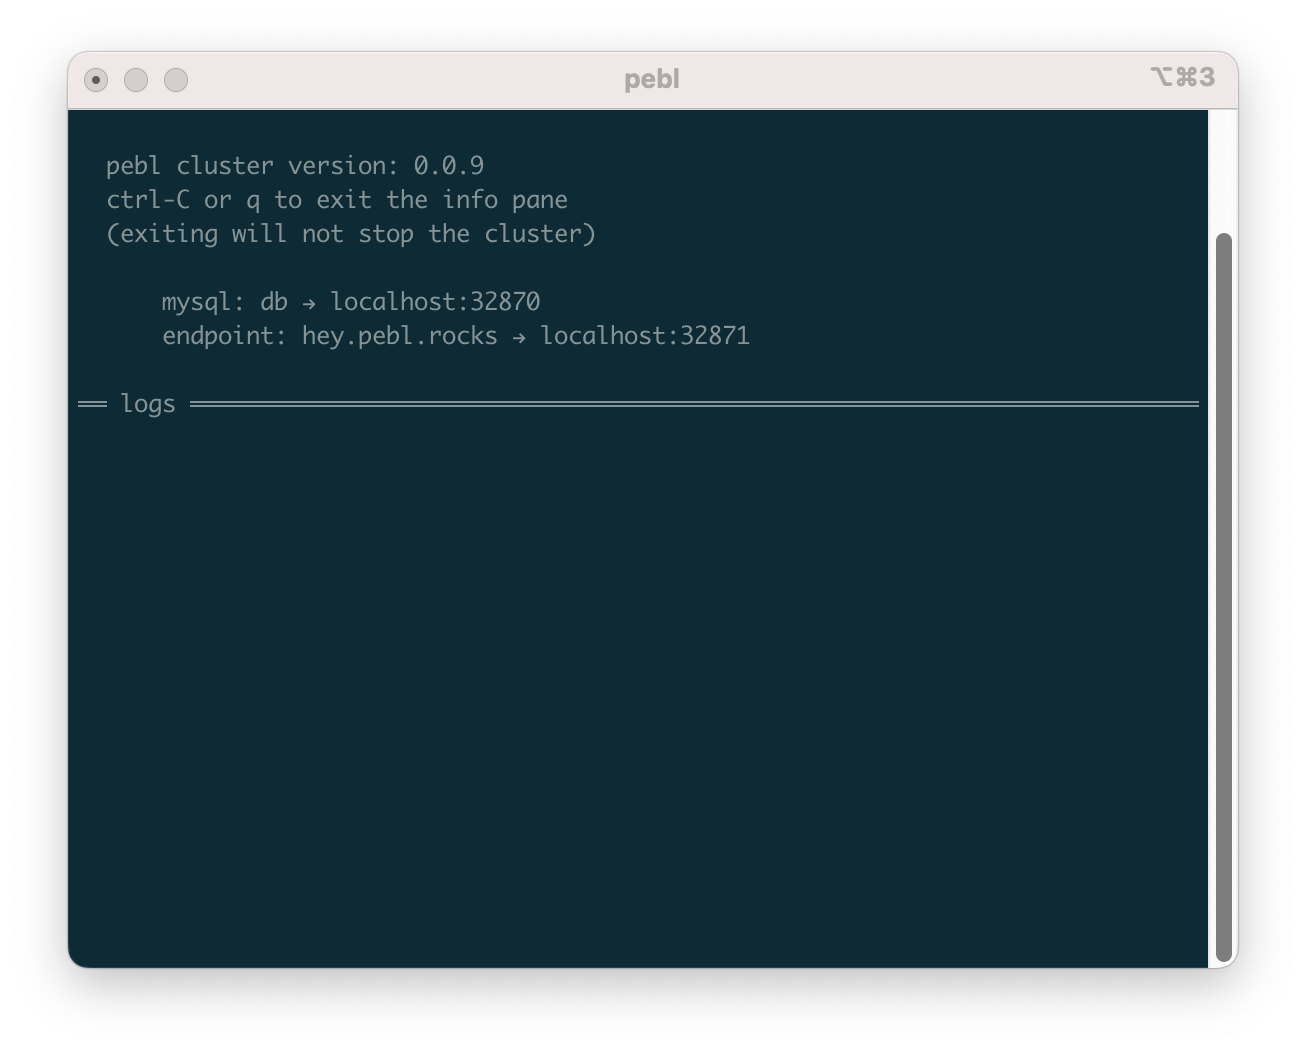 pebl
⌥⌘3
pebl cluster version: 0.0.9
ctrl-C or q to exit the info pane
(exiting will not stop the cluster)
mysql: db → localhost:32870
endpoint: hey.pebl.rocks → localhost:32871
logs